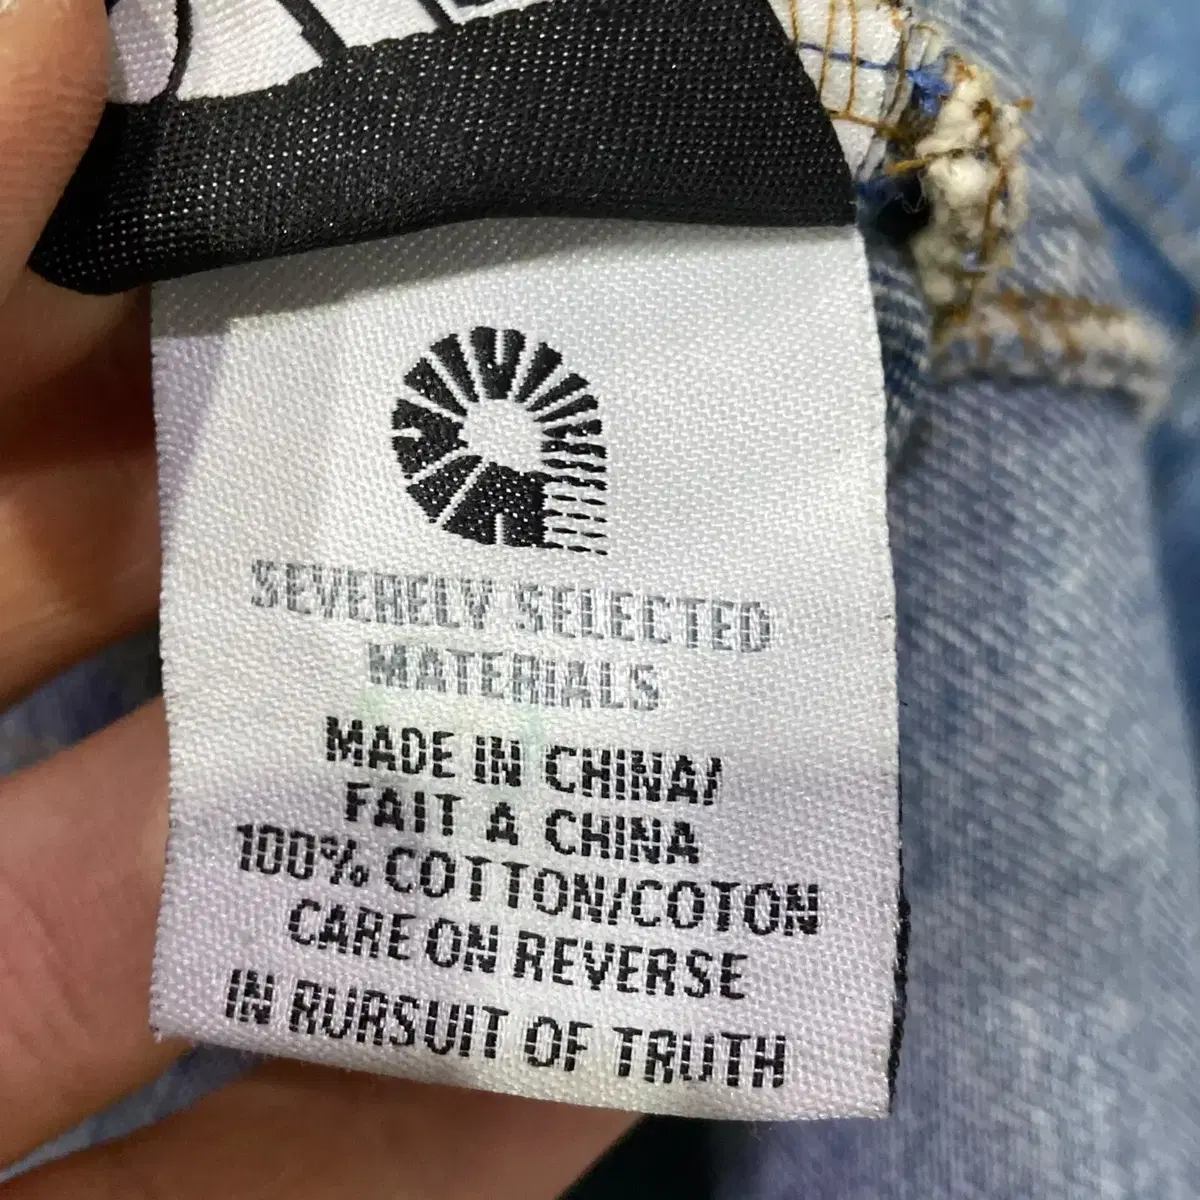 SEVERELY SELECTED
MATERIALS
MADE IN CHINA/
FAIT A CHINA
100% COTTON/COTON
CARE ON REVERSE
IN RURSUIT OF TRUTH